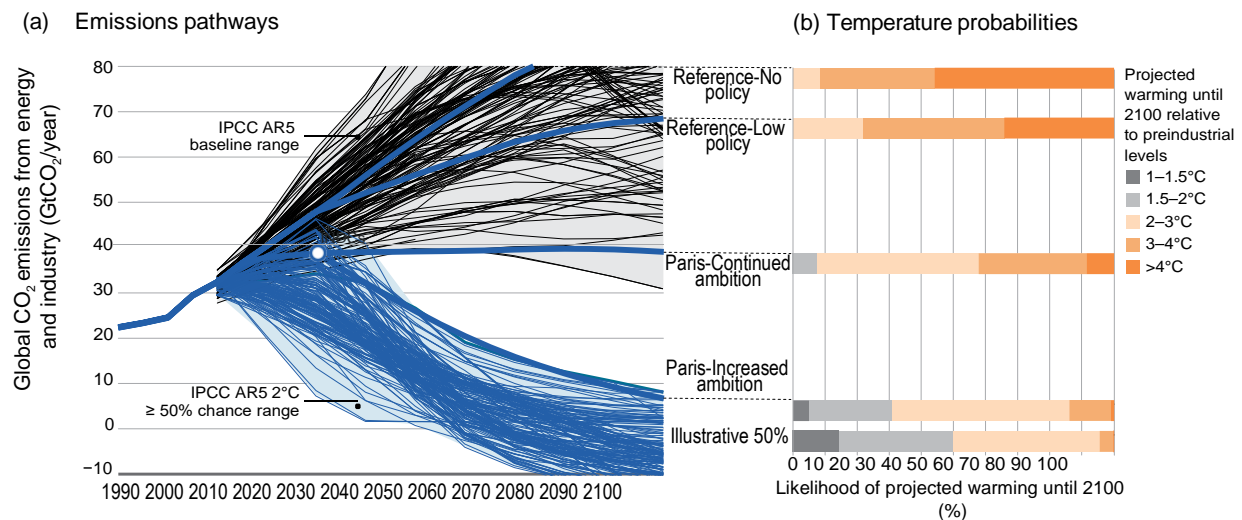 (a) Emissions pathways
(b) Temperature probabilities
Global CO2 emissions from energy
and industry (GtCO2/year)
80
70
60
50
40
30
20
10
0
−10
IPCC AR5
baseline range
IPCC AR5 2°C
≥ 50% chance range
1990 2000 2010 2020 2030 2040 2050 2060 2070 2080 2090 2100
Reference-No
policy
Reference-Low
policy
Paris-Continued
ambition
Paris-Increased
ambition
Illustrative 50%
0 10 20 30 40 50 60 70 80 90 100
Likelihood of projected warming until 2100
(%)
Projected
warming until
2100 relative
to preindustrial
levels
1–1.5°C
1.5–2°C
2–3°C
3–4°C
>4°C